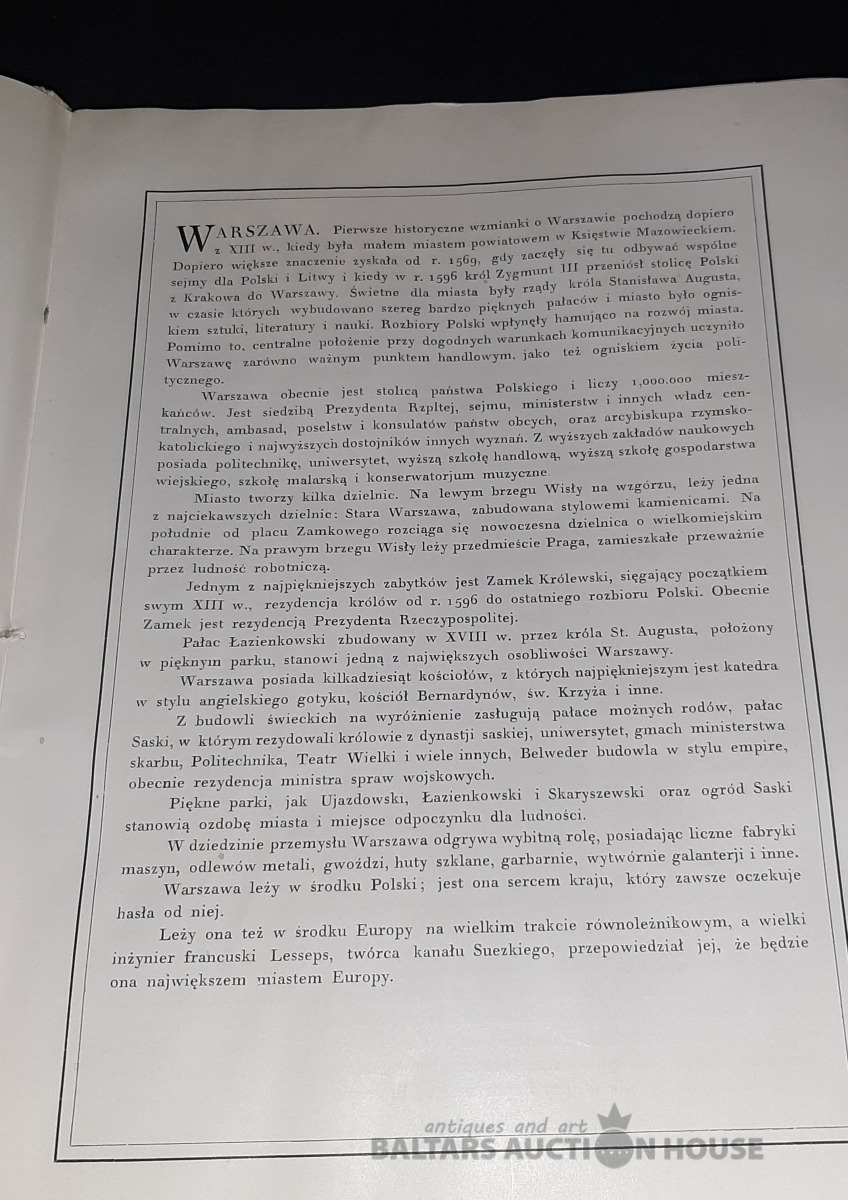 WARSZAWA. Pierwsze historyczne wzmianki o Warszawie pochodzą dopiero
z XIII w., kiedy była małem miastem powiatowem w Księstwie Mazowieckiem.
Dopiero większe znaczenie zyskała od r. 1569, gdy zaczęły się tu odbywać wspólne
sejmy dla Polski i Litwy i kiedy w r. 1596 król Zygmunt III przeniósł stolicę Polski
z Krakowa do Warszawy. Świetne dla miasta były rządy króla Stanisława Augusta,
w czasie których wybudowano szereg bardzo pięknych pałaców i miasto było ognis-
kiem sztuki, literatury i nauki. Rozbiory Polski wpłynęły hamująco na rozwój miasta.
Pomimo to, centralne położenie przy dogodnych warunkach komunikacyjnych uczyniło
Warszawę zarówno ważnym punktem handlowym, jako też ogniskiem życia poli-
tycznego.
Warszawa obecnie jest stolicą państwa Polskiego i liczy 1,000.000 miesz-
kańców. Jest siedzibą Prezydenta Rzpltej, sejmu, ministerstw i innych władz cen-
tralnych, ambasad, poselstw i konsulatów państw obcych, oraz arcybiskupa rzymsko-
katolickiego i najwyższych dostojników innych wyznań. Z wyższych zakładów naukowych
posiada politechnikę, uniwersytet, wyższą szkołę handlową, wyższą szkołę gospodarstwa
wiejskiego, szkołę malarską i konserwatorjum muzyczne.
Miasto tworzy kilka dzielnic. Na lewym brzegu Wisły na wzgórzu, leży jedna
z najciekawszych dzielnic: Stara Warszawa, zabudowana stylowemi kamienicami. Na
południe od placu Zamkowego rozciąga się nowoczesna dzielnica o wielkomiejskim
charakterze. Na prawym brzegu Wisły leży przedmieście Praga, zamieszkałe przeważnie
przez ludność robotniczą.
Jednym z najpiękniejszych zabytków jest Zamek Królewski, sięgający początkiem
swym XIII w., rezydencja królów od r. 1596 do ostatniego rozbioru Polski. Obecnie
Zamek jest rezydencją Prezydenta Rzeczypospolitej.
Pałac Łazienkowski zbudowany w XVIII w. przez króla St. Augusta, położony
w pięknym parku, stanowi jedną z największych osobliwości Warszawy.
Warszawa posiada kilkadziesiąt kościołów, z których najpiękniejszym jest katedra
w stylu angielskiego gotyku, kościół Bernardynów, św. Krzyża i inne.
Z budowli świeckich na wyróżnienie zasługują pałace możnych rodów, pałac
Saski, w którym rezydowali królowie z dynastji saskiej, uniwersytet, gmach ministerstwa
skarbu, Politechnika, Teatr Wielki i wiele innych, Belweder budowla w stylu empire,
obecnie rezydencja ministra spraw wojskowych.
Piękne parki, jak Ujazdowski, Łazienkowski i Skaryszewski oraz ogród Saski
stanowią ozdobę miasta i miejsce odpoczynku dla ludności.
W dziedzinie przemysłu Warszawa odgrywa wybitną rolę, posiadając liczne fabryki
maszyn, odlewów metali, gwoździ, huty szklane, garbarnie, wytwórnie galanterji i inne.
Warszawa leży w środku Polski; jest ona sercem kraju, który zawsze oczekuje
hasła od niej.
Leży ona też w środku Europy na wielkim trakcie równoleżnikowym, a wielki
inżynier francuski Lesseps, twórca kanału Suezkiego, przepowiedział jej, że będzie
ona największem miastem Europy.
antiques and art
BALTARS AUCTION HOUSE